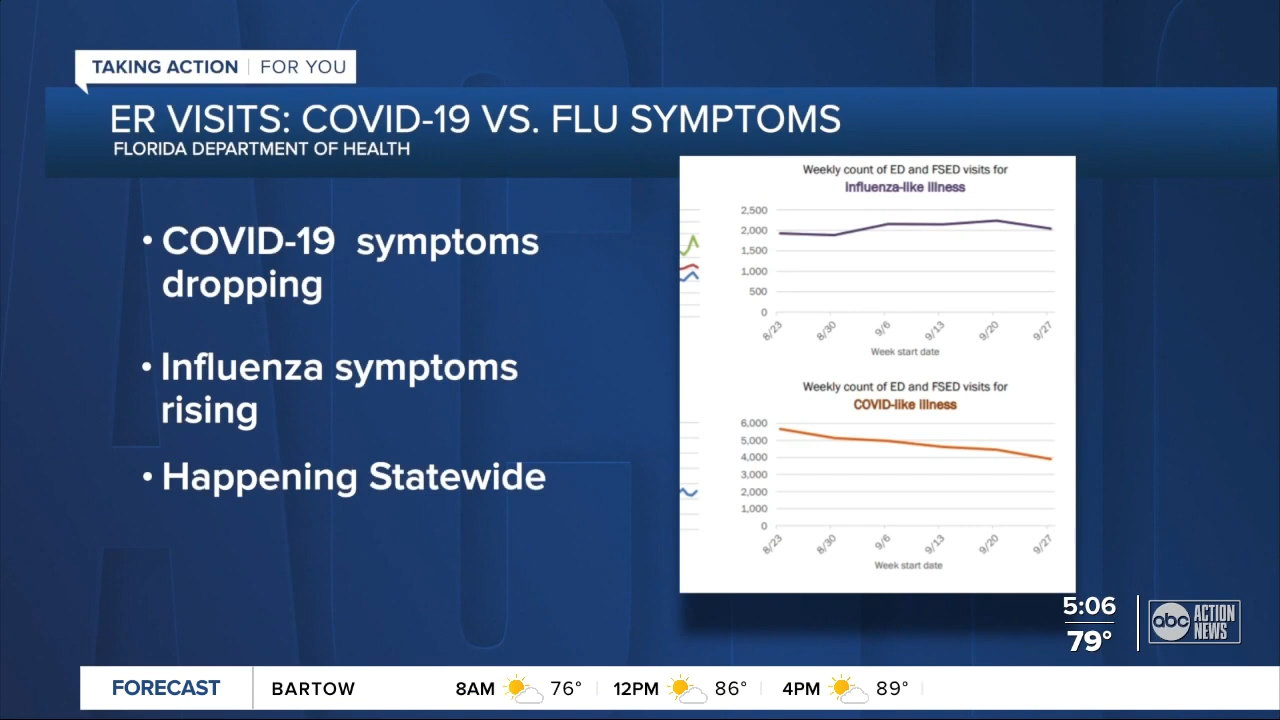 TAKING ACTION | FOR YOU
ER VISITS: COVID-19 VS. FLU SYMPTOMS
FLORIDA DEPARTMENT OF HEALTH
• COVID-19 symptoms
dropping
• Influenza symptoms
rising
• Happening Statewide
Weekly count of ED and FSED visits for
Influenza-like illness
2,500
2,000
1,500
1,000
500
0
8/23 8/30 9/6 9/13 9/20 9/27
Week start date
Weekly count of ED and FSED visits for
COVID-like illness
6,000
5,000
4,000
3,000
2,000
1,000
0
8/23 8/30 9/6 9/13 9/20 9/27
Week start date
5:06
79°
abc ACTION
NEWS
FORECAST BARTOW 8AM 76° 12PM 86° 4PM 89°